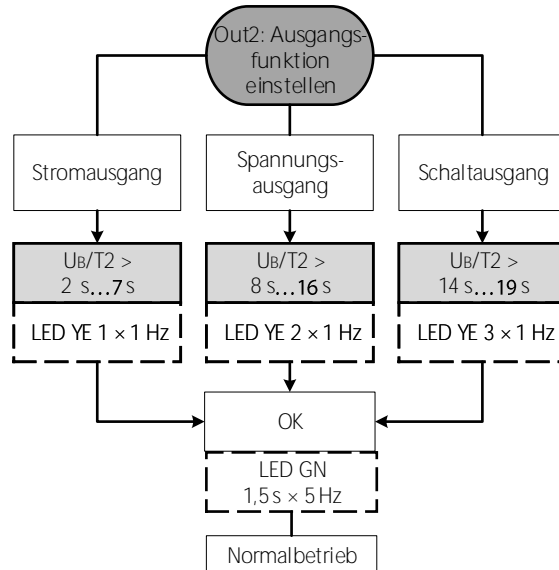 Out2: Ausgangs-
funktion
einstellen
Stromausgang
Spannungs-
ausgang
Schaltausgang
UB/T2 >
2 s...7 s
LED YE 1 × 1 Hz
UB/T2 >
8 s...16 s
LED YE 2 × 1 Hz
UB/T2 >
14 s...19 s
LED YE 3 × 1 Hz
OK
LED GN
1,5 s × 5 Hz
Normalbetrieb